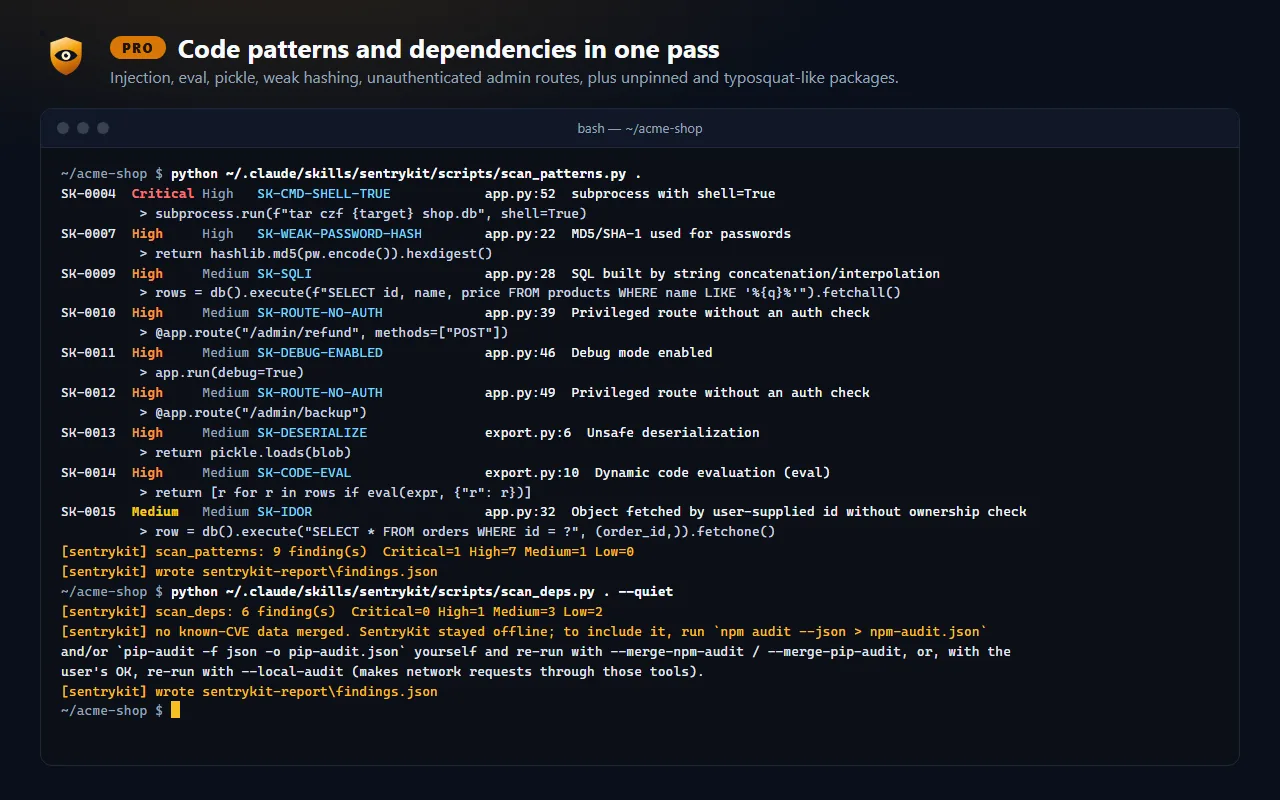 PRO Code patterns and dependencies in one pass
Injection, eval, pickle, weak hashing, unauthenticated admin routes, plus unpinned and typosquat-like packages.
bash — ~/acme-shop
~/acme-shop $ python ~/.claude/skills/sentrykit/scripts/scan_patterns.py .
SK-0004 Critical High SK-CMD-SHELL-TRUE app.py:52 subprocess with shell=True
> subprocess.run(f"tar czf {target} shop.db", shell=True)
SK-0007 High High SK-WEAK-PASSWORD-HASH app.py:22 MD5/SHA-1 used for passwords
> return hashlib.md5(pw.encode()).hexdigest()
SK-0009 High Medium SK-SQLI app.py:28 SQL built by string concatenation/interpolation
> rows = db().execute(f"SELECT id, name, price FROM products WHERE name LIKE '%{q}%'").fetchall()
SK-0010 High Medium SK-ROUTE-NO-AUTH app.py:39 Privileged route without an auth check
> @app.route("/admin/refund", methods=["POST"])
SK-0011 High Medium SK-DEBUG-ENABLED app.py:46 Debug mode enabled
> app.run(debug=True)
SK-0012 High Medium SK-ROUTE-NO-AUTH app.py:49 Privileged route without an auth check
> @app.route("/admin/backup")
SK-0013 High Medium SK-DESERIALIZE export.py:6 Unsafe deserialization
> return pickle.loads(blob)
SK-0014 High Medium SK-CODE-EVAL export.py:10 Dynamic code evaluation (eval)
> return [r for r in rows if eval(expr, {"r": r})]
SK-0015 Medium Medium SK-IDOR app.py:32 Object fetched by user-supplied id without ownership check
> row = db().execute("SELECT * FROM orders WHERE id = ?", (order_id,)).fetchone()
[sentrykit] scan_patterns: 9 finding(s) Critical=1 High=7 Medium=1 Low=0
[sentrykit] wrote sentrykit-report\findings.json
~/acme-shop $ python ~/.claude/skills/sentrykit/scripts/scan_deps.py . --quiet
[sentrykit] scan_deps: 6 finding(s) Critical=0 High=1 Medium=3 Low=2
[sentrykit] no known-CVE data merged. SentryKit stayed offline; to include it, run `npm audit --json > npm-audit.json`
and/or `pip-audit -f json -o pip-audit.json` yourself and re-run with --merge-npm-audit / --merge-pip-audit, or, with the
user's OK, re-run with --local-audit (makes network requests through those tools).
[sentrykit] wrote sentrykit-report\findings.json
~/acme-shop $